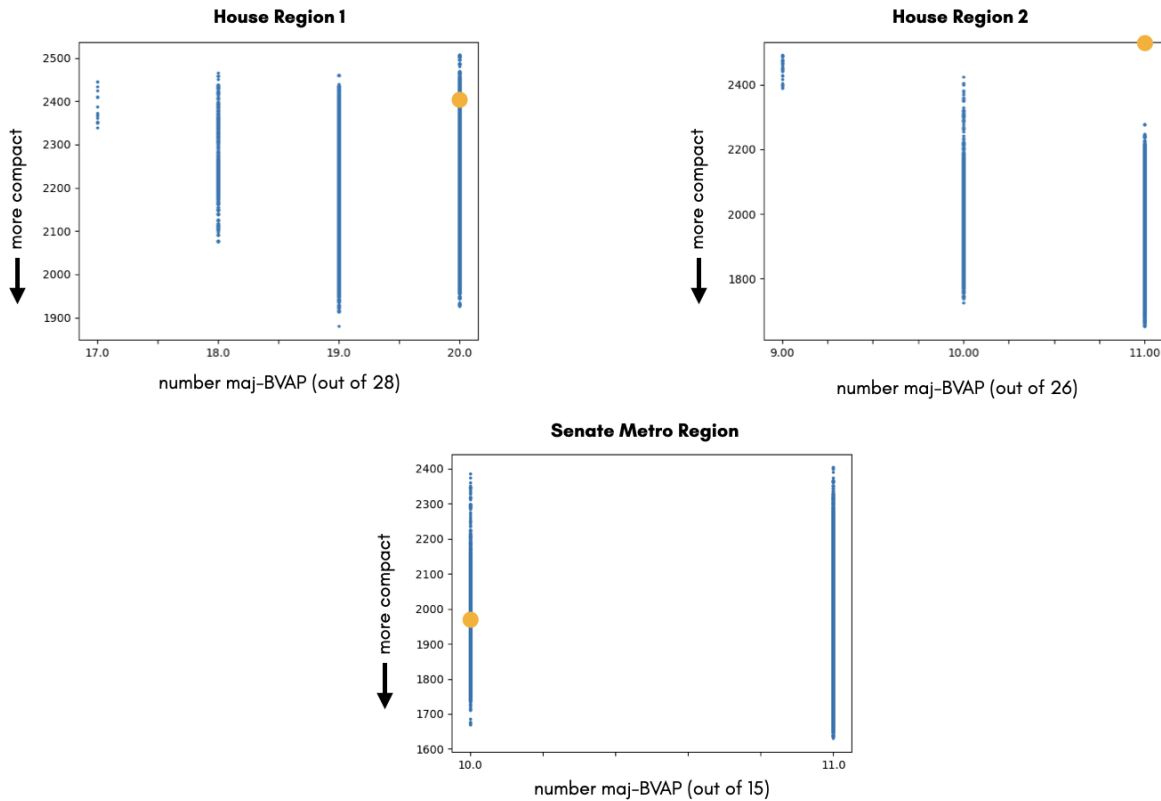 House Region 1
2500
2400
2300
2200
2100
2000
1900
17.0 18.0 19.0 20.0
more compact
number maj-BVAP (out of 28)
House Region 2
2400
2200
2000
1800
9.00 10.00 11.00
more compact
number maj-BVAP (out of 26)
Senate Metro Region
2400
2300
2200
2100
2000
1900
1800
1700
1600
10.0 11.0
more compact
number maj-BVAP (out of 15)